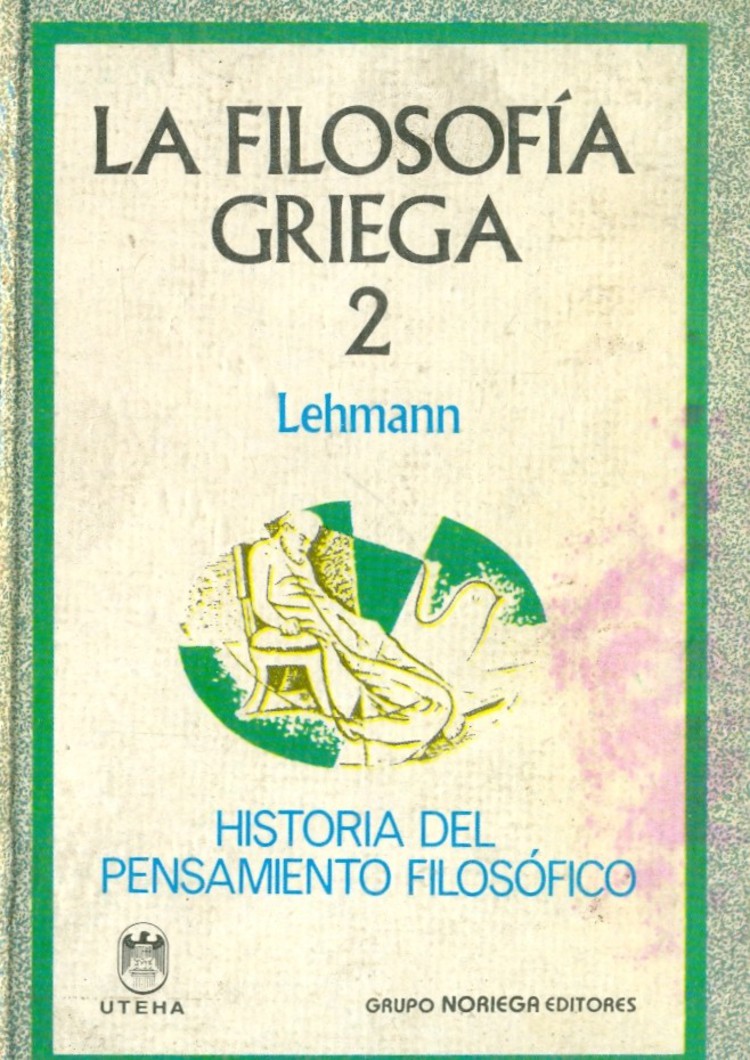 LA FILOSOFÍA
GRIEGA
2
Lehmann
HISTORIA DEL
PENSAMIENTO FILOSÓFICO
UTEHA
GRUPO NORIEGA EDITORES